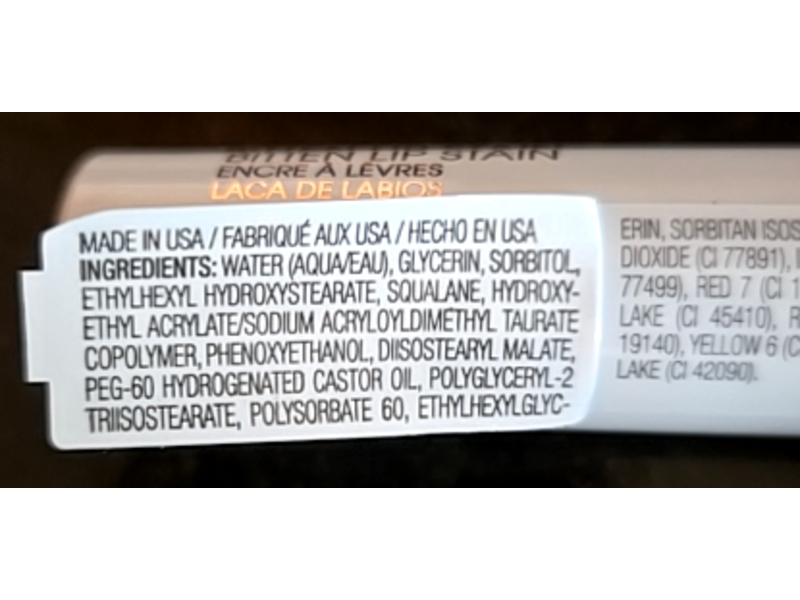 BITTEN LIP STAIN
ENCRE À LÈVRES
LACA DE LABIOS
MADE IN USA / FABRIQUÉ AUX USA / HECHO EN USA
INGREDIENTS: WATER (AQUA/EAU), GLYCERIN, SORBITOL,
ETHYLHEXYL HYDROXYSTEARATE, SQUALANE, HYDROXY-
ETHYL ACRYLATE/SODIUM ACRYLOYLDIMETHYL TAURATE
COPOLYMER, PHENOXYETHANOL, DIISOSTEARYL MALATE,
PEG-60 HYDROGENATED CASTOR OIL, POLYGLYCERYL-2
TRIISOSTEARATE, POLYSORBATE 60, ETHYLHEXYLGLYC-
ERIN, SORBITAN ISOS
DIOXIDE (CI 77891),
77499), RED 7 (CI 1
LAKE (CI 45410), R
19140), YELLOW 6 (C
LAKE (CI 42090).